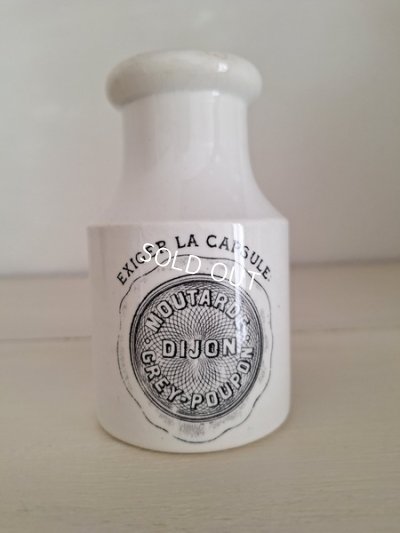 EXIGER LA CAPSULE.
SOLD OUT
MOUTARDE
DIJON
GREY-POUPON